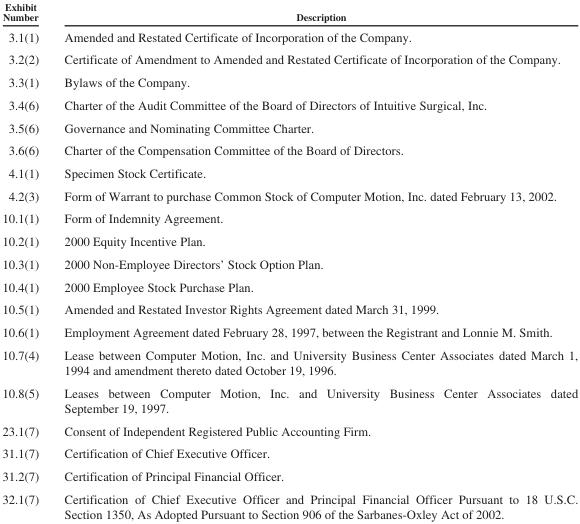 Exhibit
Number Description
3.1(1) Amended and Restated Certificate of Incorporation of the Company.
3.2(2) Certificate of Amendment to Amended and Restated Certificate of Incorporation of the Company.
3.3(1) Bylaws of the Company.
3.4(6) Charter of the Audit Committee of the Board of Directors of Intuitive Surgical, Inc.
3.5(6) Governance and Nominating Committee Charter.
3.6(6) Charter of the Compensation Committee of the Board of Directors.
4.1(1) Specimen Stock Certificate.
4.2(3) Form of Warrant to purchase Common Stock of Computer Motion, Inc. dated February 13, 2002.
10.1(1) Form of Indemnity Agreement.
10.2(1) 2000 Equity Incentive Plan.
10.3(1) 2000 Non-Employee Directors' Stock Option Plan.
10.4(1) 2000 Employee Stock Purchase Plan.
10.5(1) Amended and Restated Investor Rights Agreement dated March 31, 1999.
10.6(1) Employment Agreement dated February 28, 1997, between the Registrant and Lonnie M. Smith.
10.7(4) Lease between Computer Motion, Inc. and University Business Center Associates dated March 1,
1994 and amendment thereto dated October 19, 1996.
10.8(5) Leases between Computer Motion, Inc. and University Business Center Associates dated
September 19, 1997.
23.1(7) Consent of Independent Registered Public Accounting Firm.
31.1(7) Certification of Chief Executive Officer.
31.2(7) Certification of Principal Financial Officer.
32.1(7) Certification of Chief Executive Officer and Principal Financial Officer Pursuant to 18 U.S.C.
Section 1350, As Adopted Pursuant to Section 906 of the Sarbanes-Oxley Act of 2002.